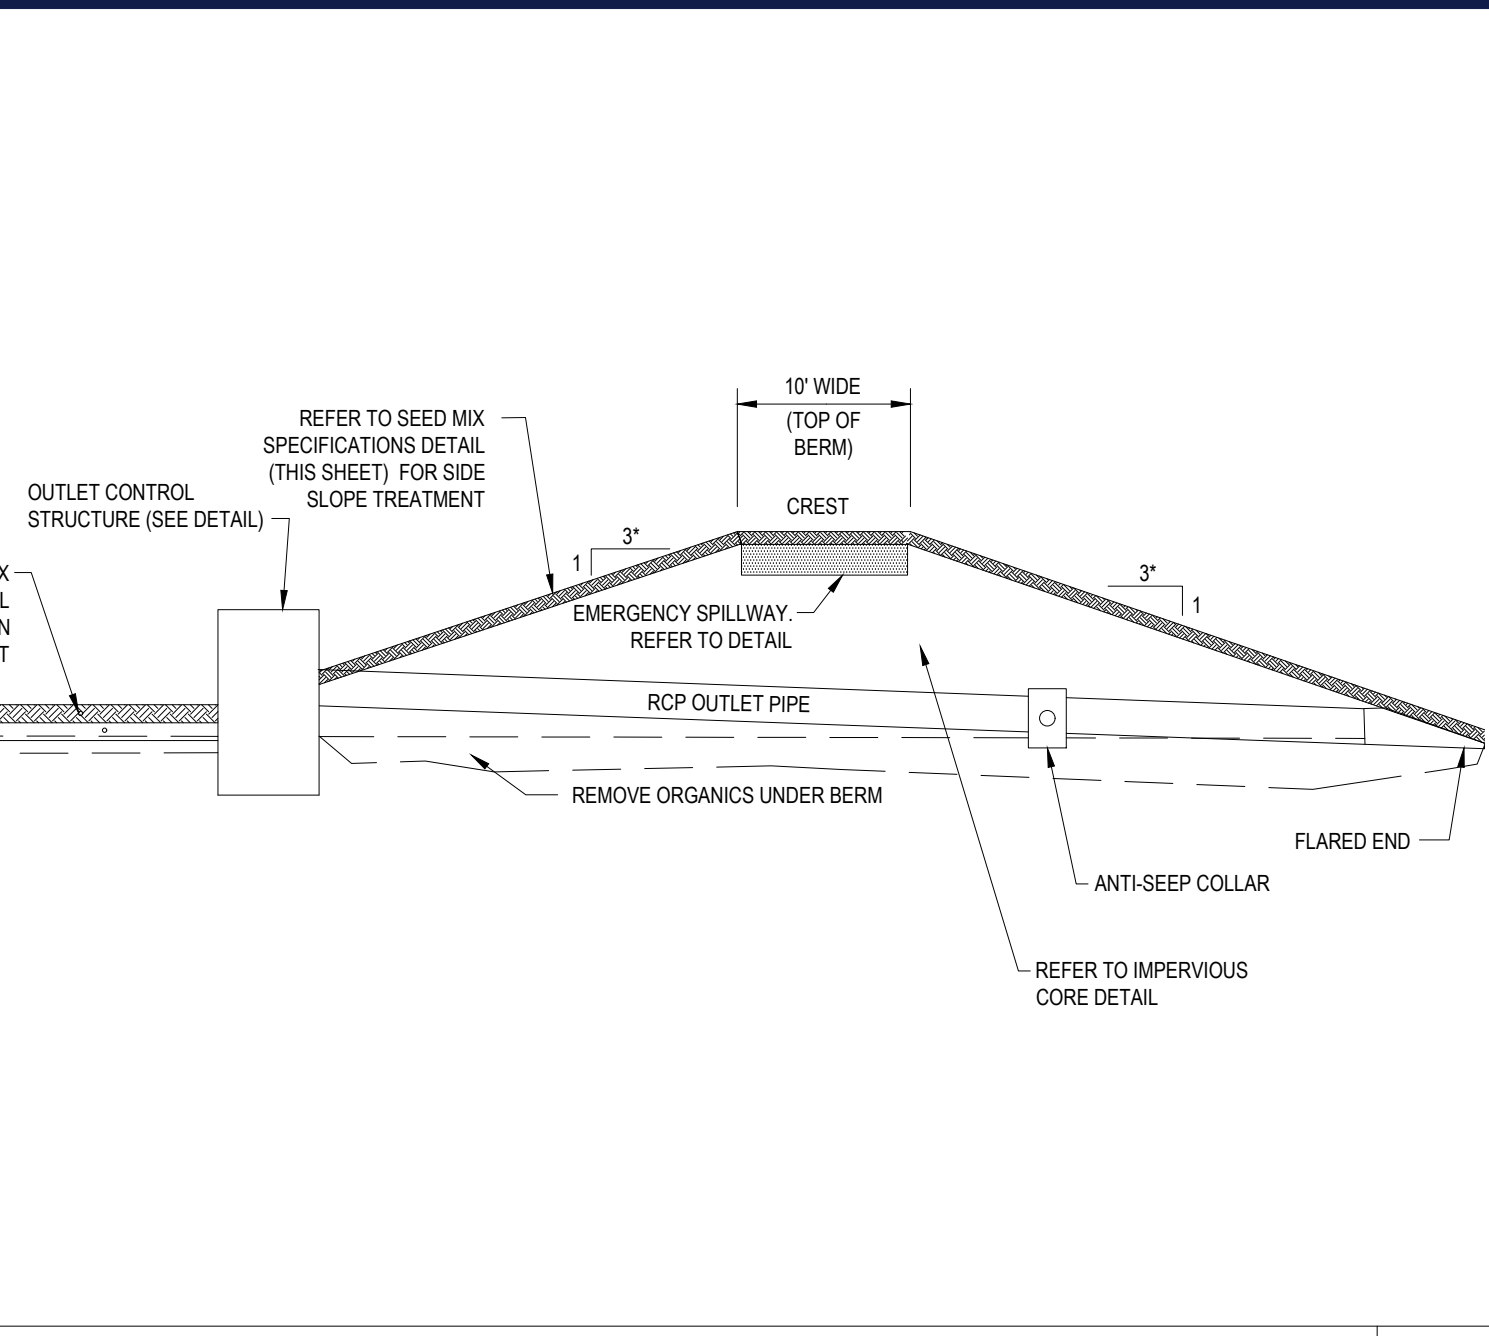 10' WIDE
(TOP OF
BERM)
CREST
REFER TO SEED MIX
SPECIFICATIONS DETAIL
(THIS SHEET)  FOR SIDE
SLOPE TREATMENT
OUTLET CONTROL
STRUCTURE (SEE DETAIL)
3*
1
3*
1
X
L
N
T
EMERGENCY SPILLWAY.
REFER TO DETAIL
RCP OUTLET PIPE
REMOVE ORGANICS UNDER BERM
FLARED END
ANTI-SEEP COLLAR
REFER TO IMPERVIOUS
CORE DETAIL